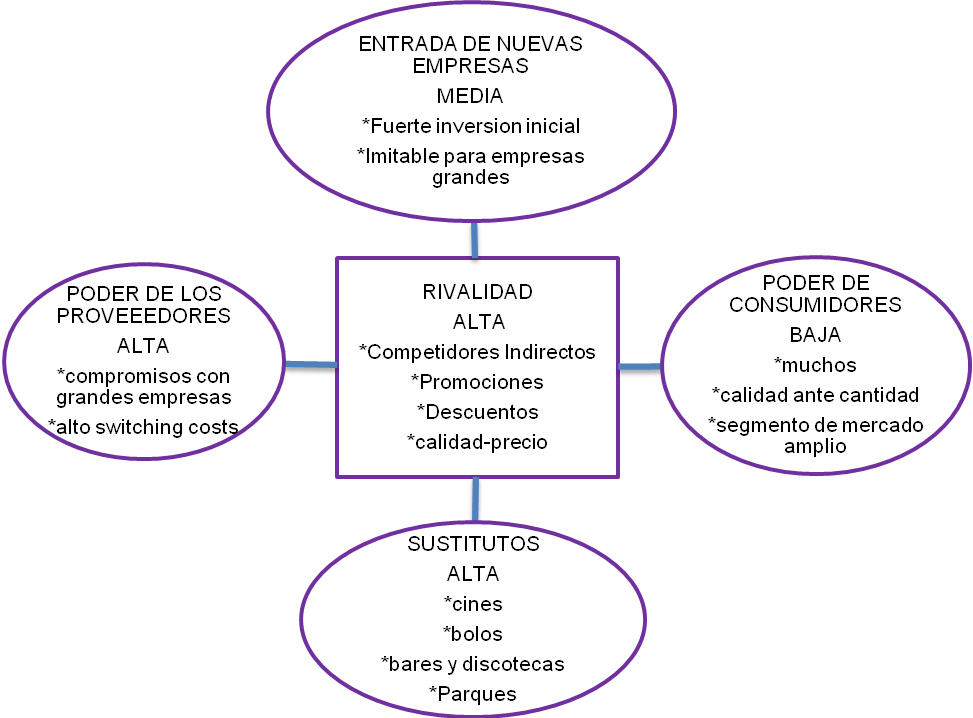 ENTRADA DE NUEVAS
EMPRESAS
MEDIA
*Fuerte inversion inicial
*Imitable para empresas
grandes
PODER DE LOS
PROVEEEDORES
ALTA
*compromisos con
grandes empresas
*alto switching costs
RIVALIDAD
ALTA
*Competidores Indirectos
*Promociones
*Descuentos
*calidad-precio
PODER DE
CONSUMIDORES
BAJA
*muchos
*calidad ante cantidad
*segmento de mercado
amplio
SUSTITUTOS
ALTA
*cines
*bolos
*bares y discotecas
*Parques